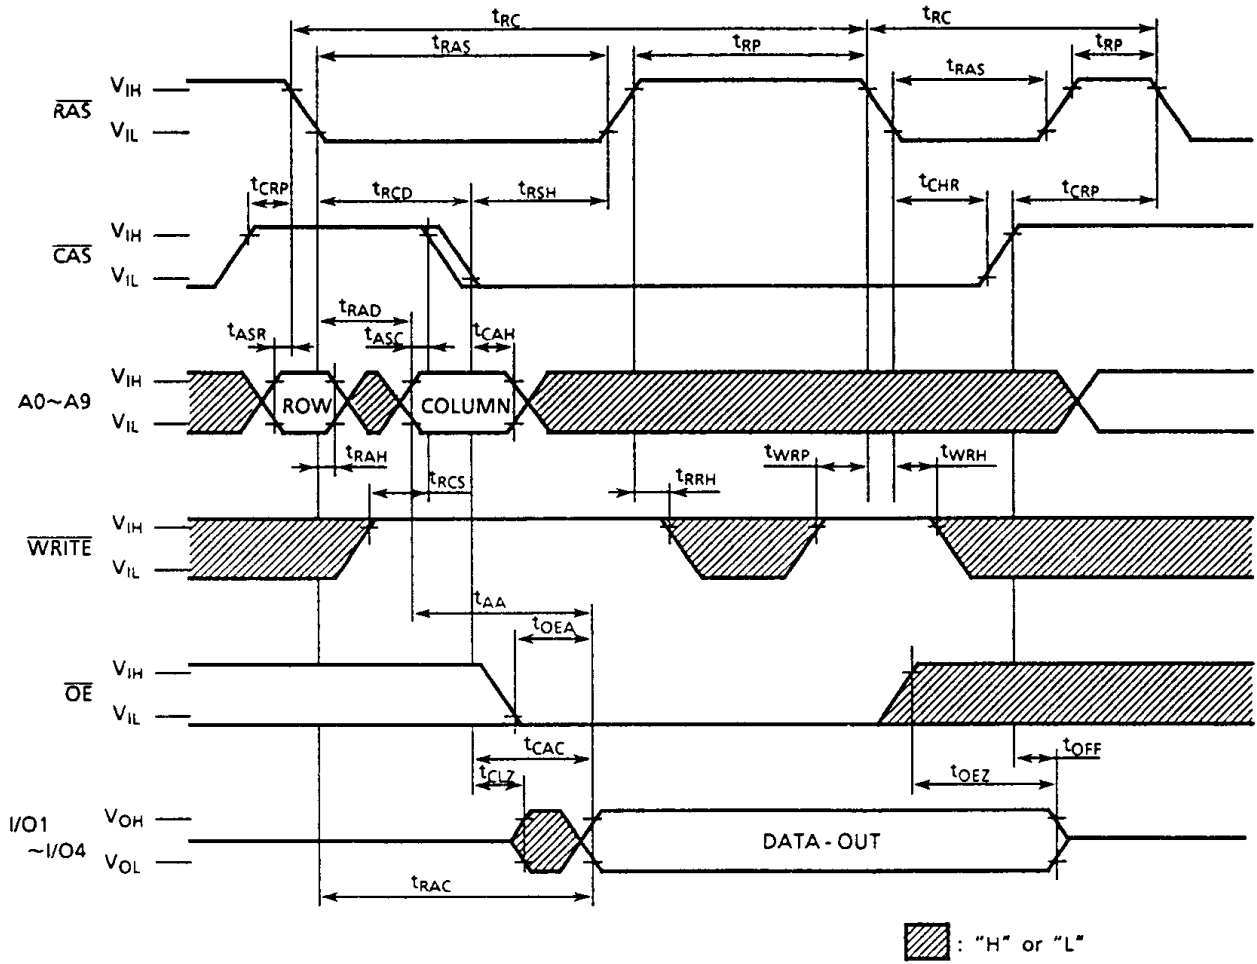 tRC tRC
tRAS tRP tRAS tRP
RAS VIH
VIL
tCRP tRCD tRSH tCHR tCRP
CAS VIH
VIL
tRAD
tASR tASC tCAH
A0~A9 VIH
VIL
ROW COLUMN
tRAH tRCS tRRH tWRP tWRH
WRITE VIH
VIL
tAA
tOEA
OE VIH
VIL
tCAC tOFF
tCLZ tOEZ
I/O1
~I/O4
VOH
VOL
DATA-OUT
tRAC
: "H" or "L"